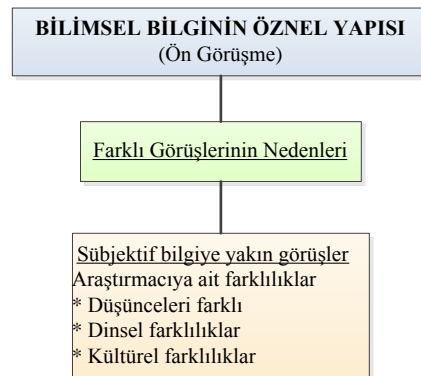 BİLİMSEL BİLGİNİN ÖZNEL YAPISI
(Ön Görüşme)
Farklı Görüşlerinin Nedenleri
Sübjektif bilgiye yakın görüşler
Araştırmacıya ait farklılıklar
* Düşünceleri farklı
* Dinsel farklılıklar
* Kültürel farklılıklar